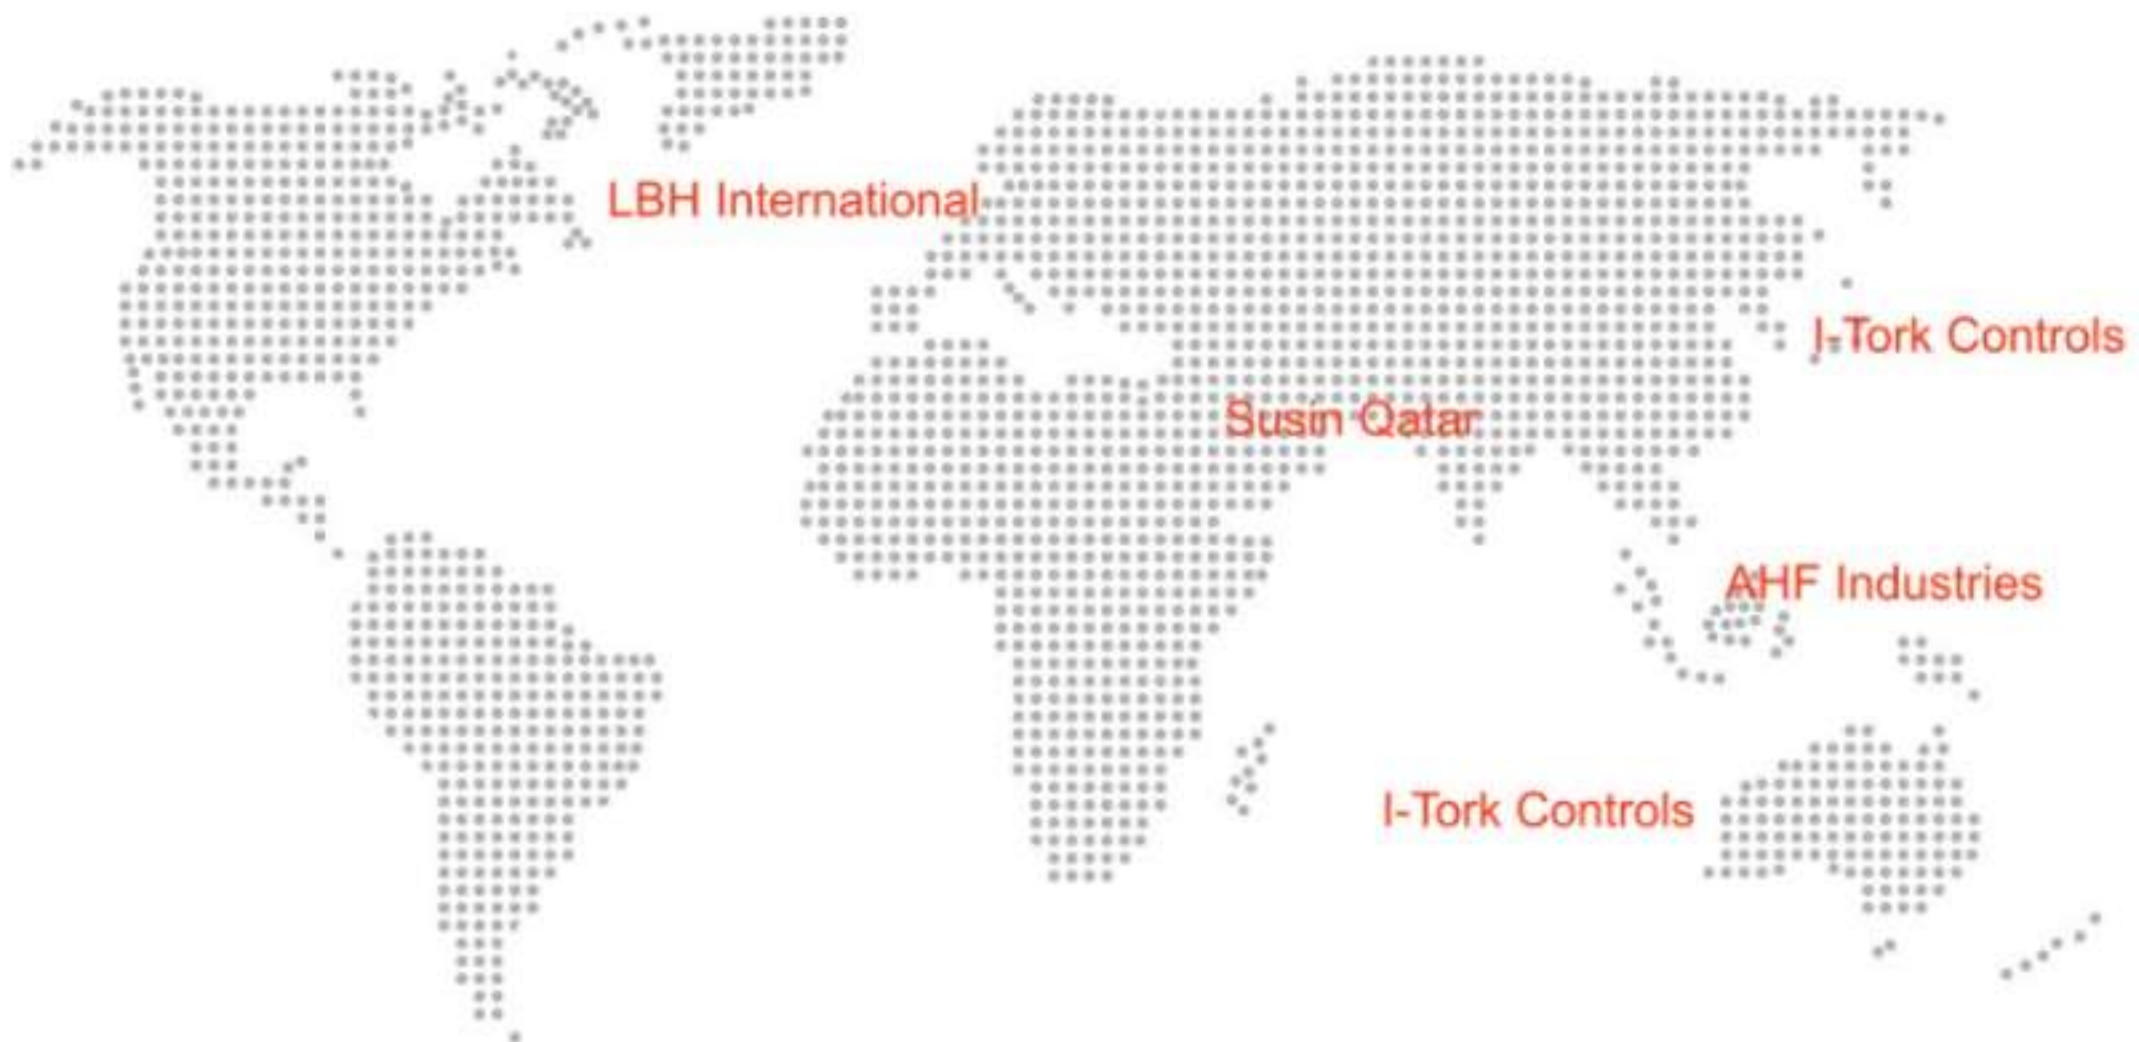 LBH International
I-Tork Controls
Susin Qatar
AHF Industries
I-Tork Controls